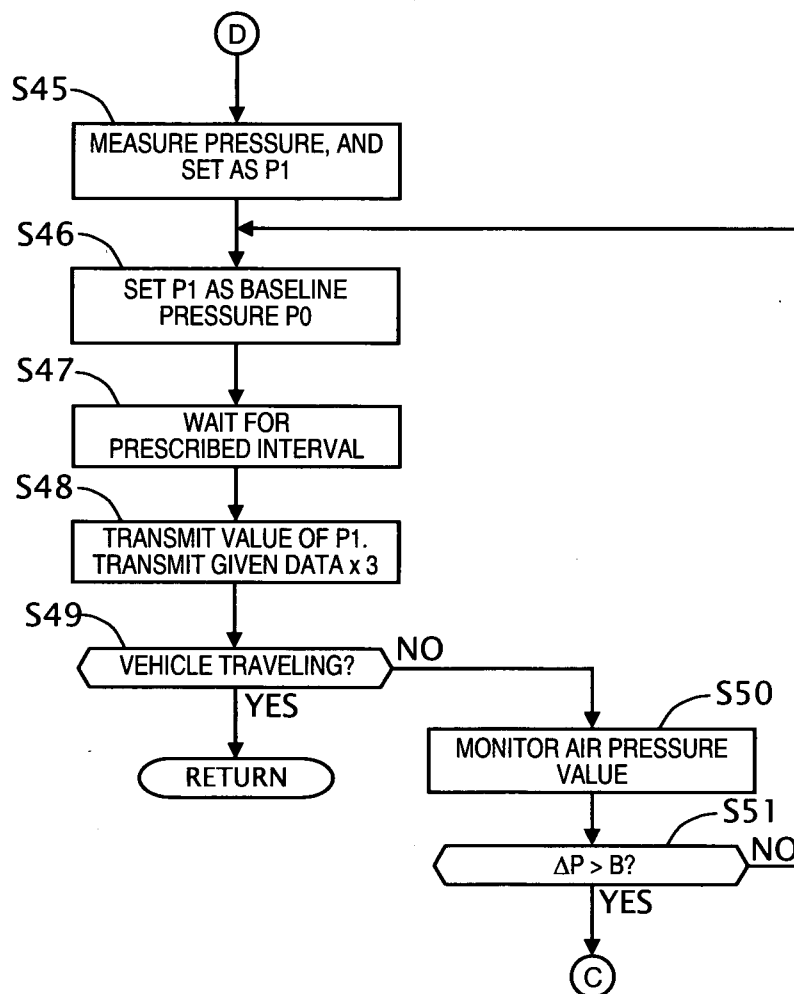 D
S45
MEASURE PRESSURE, AND
SET AS P1
S46
SET P1 AS BASELINE
PRESSURE P0
S47
WAIT FOR
PRESCRIBED INTERVAL
S48
TRANSMIT VALUE OF P1.
TRANSMIT GIVEN DATA x 3
S49
VEHICLE TRAVELING?
NO
YES
RETURN
S50
MONITOR AIR PRESSURE
VALUE
S51
ΔP > B?
NO
YES
C